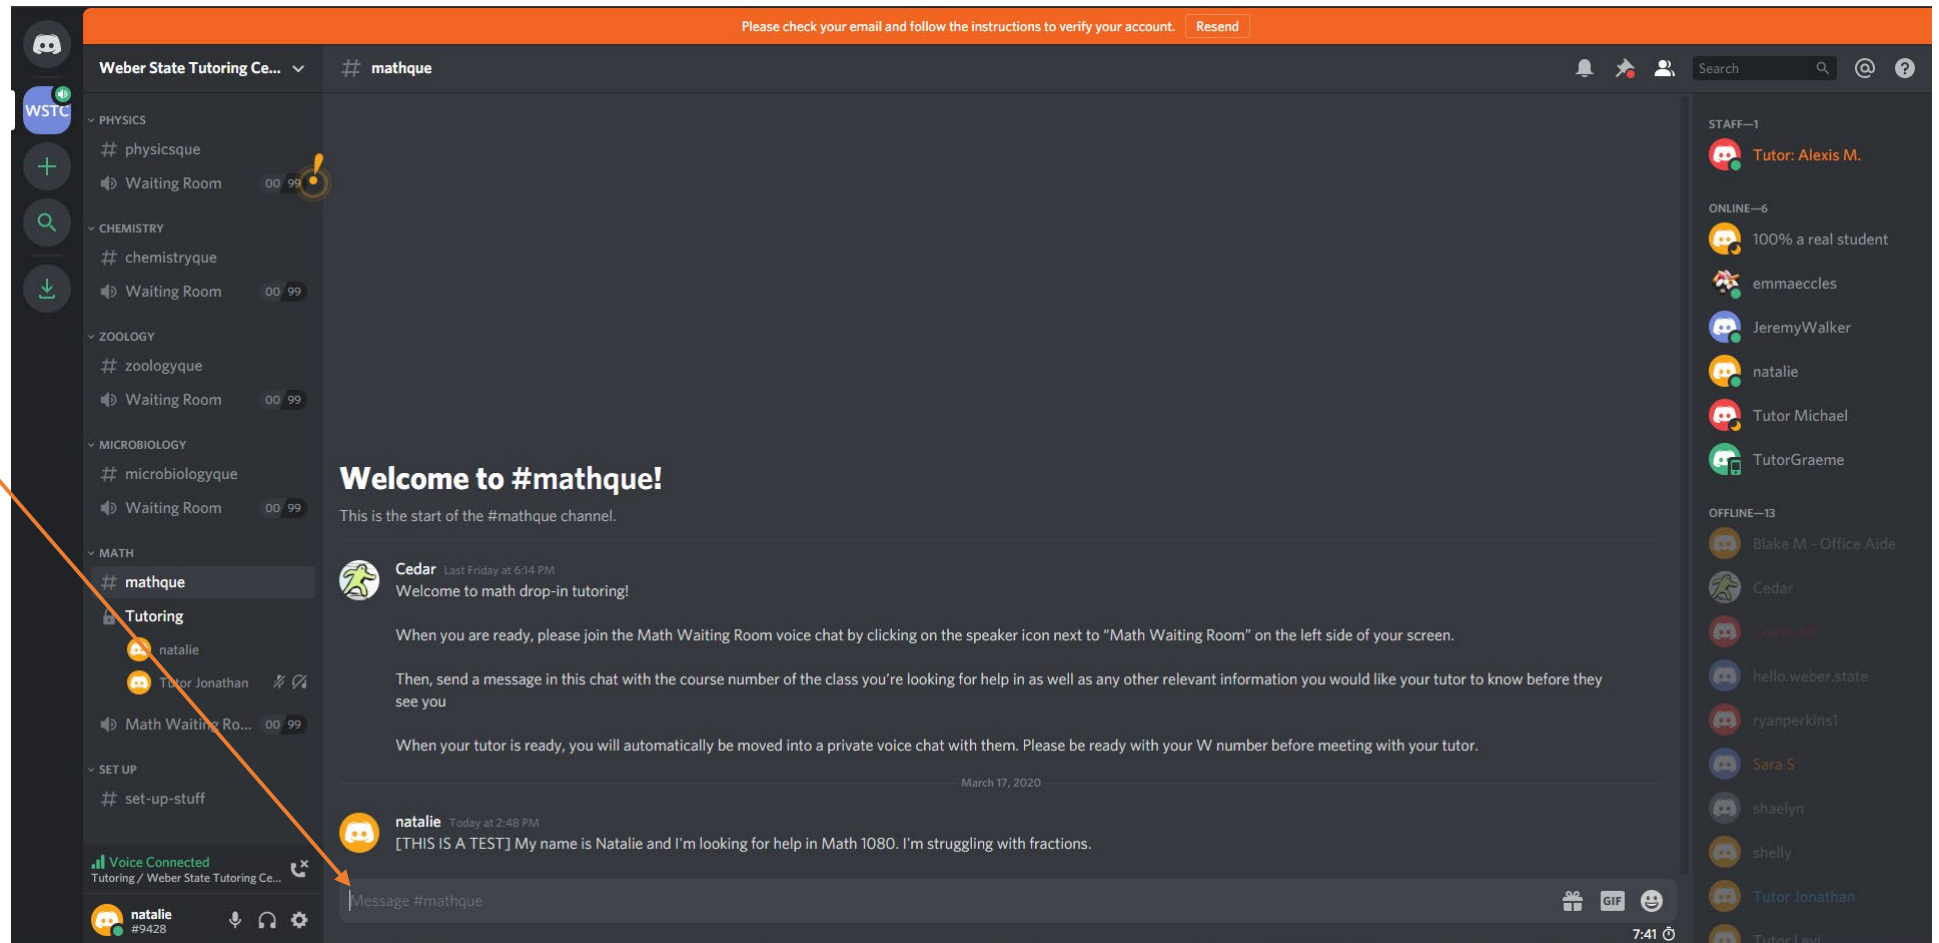 Please check your email and follow the instructions to verify your account. Resend
WSTC
Weber State Tutoring Ce...
# mathque
Search
PHYSICS
# physicsque
Waiting Room 00 99
CHEMISTRY
# chemistryque
Waiting Room 00 99
ZOOLOGY
# zoologyque
Waiting Room 00 99
MICROBIOLOGY
# microbiologyque
Waiting Room 00 99
MATH
# mathque
Tutoring
natalie
Tutor Jonathan
Math Waiting Ro... 00 99
SET UP
# set-up-stuff
Voice Connected
Tutoring / Weber State Tutoring Ce...
natalie
#9428
Welcome to #mathque!
This is the start of the #mathque channel.
Cedar Last Friday at 6:14 PM
Welcome to math drop-in tutoring!
When you are ready, please join the Math Waiting Room voice chat by clicking on the speaker icon next to “Math Waiting Room” on the left side of your screen.
Then, send a message in this chat with the course number of the class you’re looking for help in as well as any other relevant information you would like your tutor to know before they
see you
When your tutor is ready, you will automatically be moved into a private voice chat with them. Please be ready with your W number before meeting with your tutor.
March 17, 2020
natalie Today at 2:48 PM
[THIS IS A TEST] My name is Natalie and I'm looking for help in Math 1080. I'm struggling with fractions.
Message #mathque
GIF
7:41
STAFF—1
Tutor: Alexis M.
ONLINE—6
100% a real student
emmaeccles
JeremyWalker
natalie
Tutor Michael
TutorGraeme
OFFLINE—13
Blake M - Office Aide
Cedar
hello.weber.state
ryanperkins1
Sara S
shaelyn
shelly
Tutor Jonathan
Tutor Levi